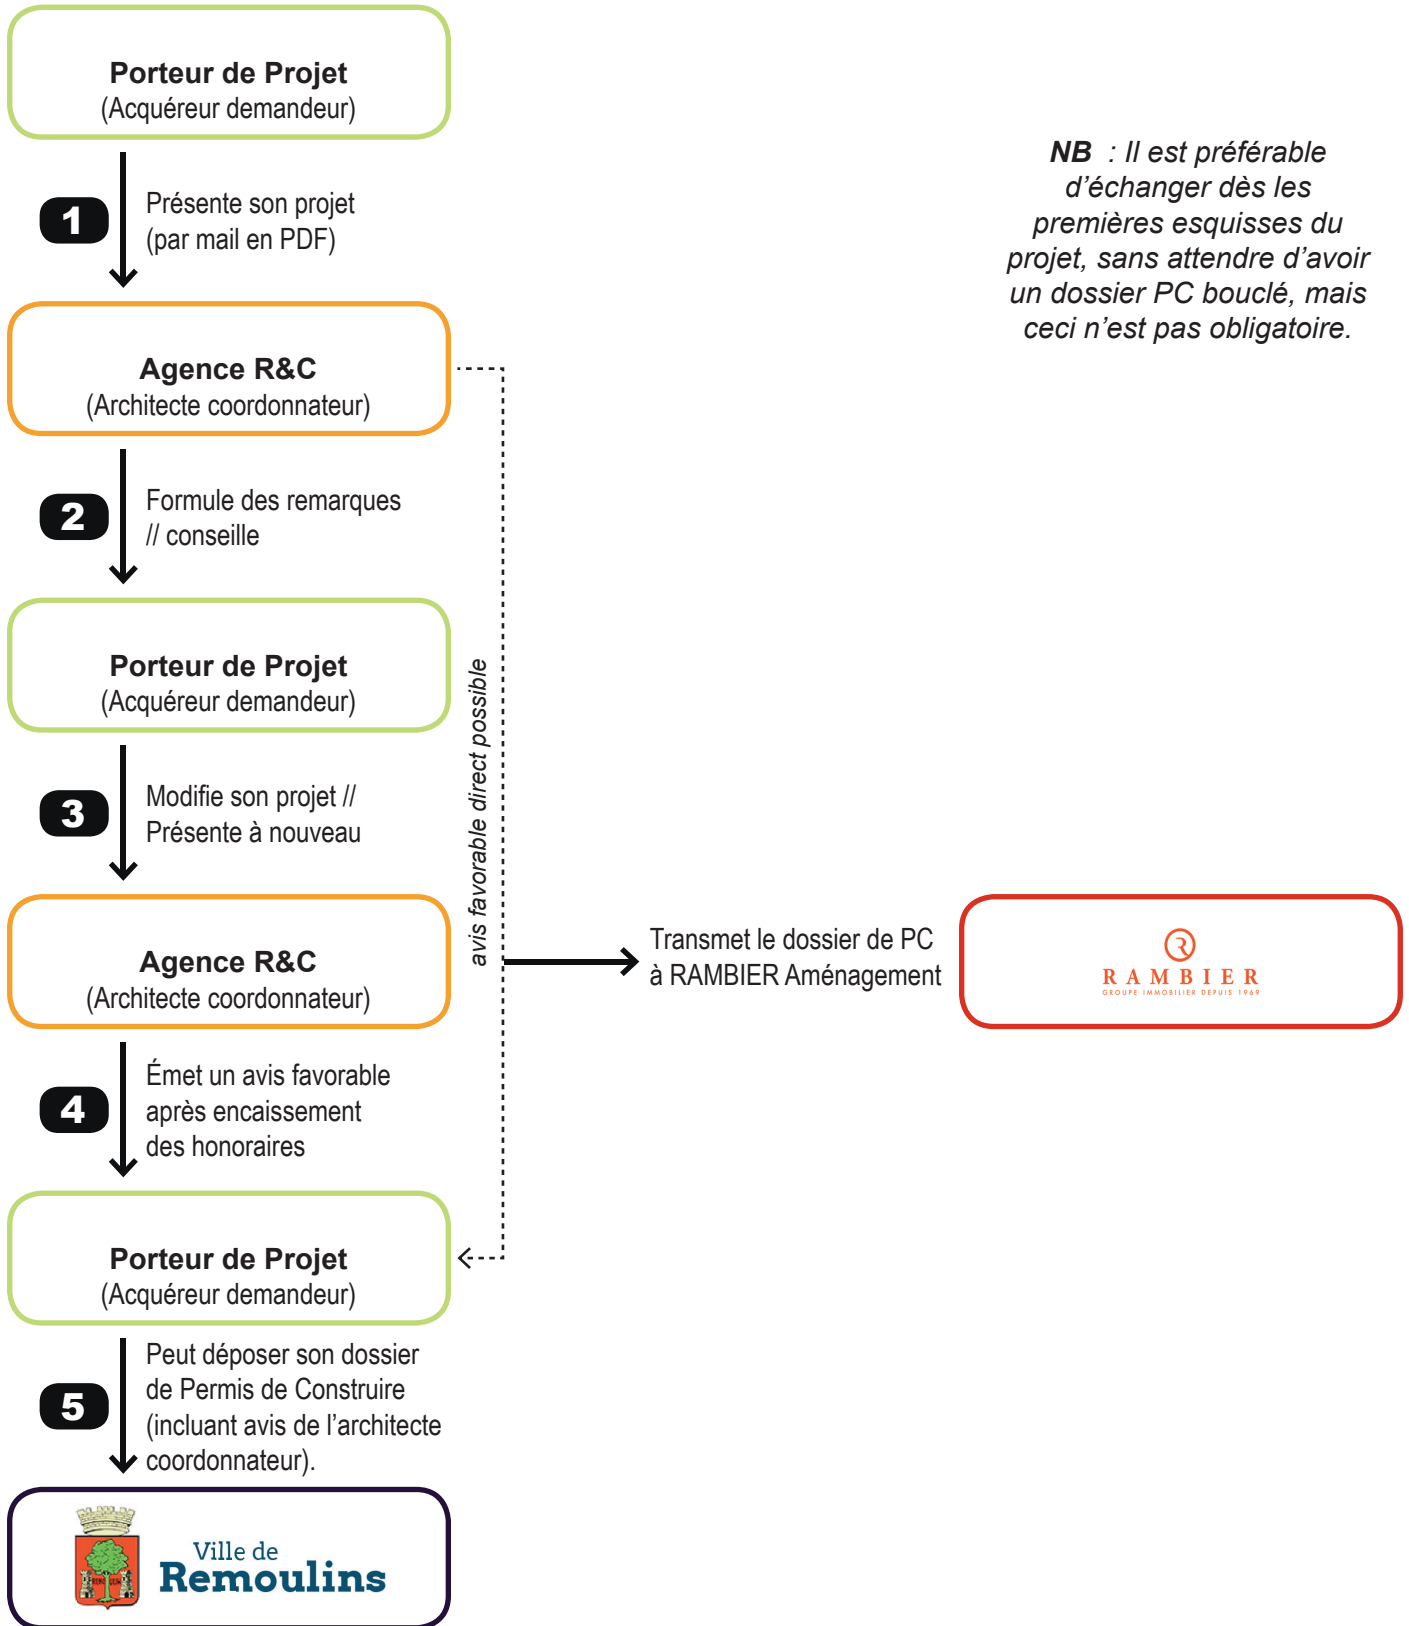 Porteur de Projet
(Acquéreur demandeur)
NB : Il est préférable
d’échanger dès les
premières esquisses du
projet, sans attendre d’avoir
un dossier PC bouclé, mais
ceci n’est pas obligatoire.
1
Présente son projet
(par mail en PDF)
Agence R&C
(Architecte coordonnateur)
2
Formule des remarques
// conseille
Porteur de Projet
(Acquéreur demandeur)
avis favorable direct possible
3
Modifie son projet //
Présente à nouveau
Agence R&C
(Architecte coordonnateur)
Transmet le dossier de PC
à RAMBIER Aménagement
R
RAMBIER
GROUPE IMMOBILIER DEPUIS 1969
4
Émet un avis favorable
après encaissement
des honoraires
Porteur de Projet
(Acquéreur demandeur)
5
Peut déposer son dossier
de Permis de Construire
(incluant avis de l’architecte
coordonnateur).
Ville de
Remoulins